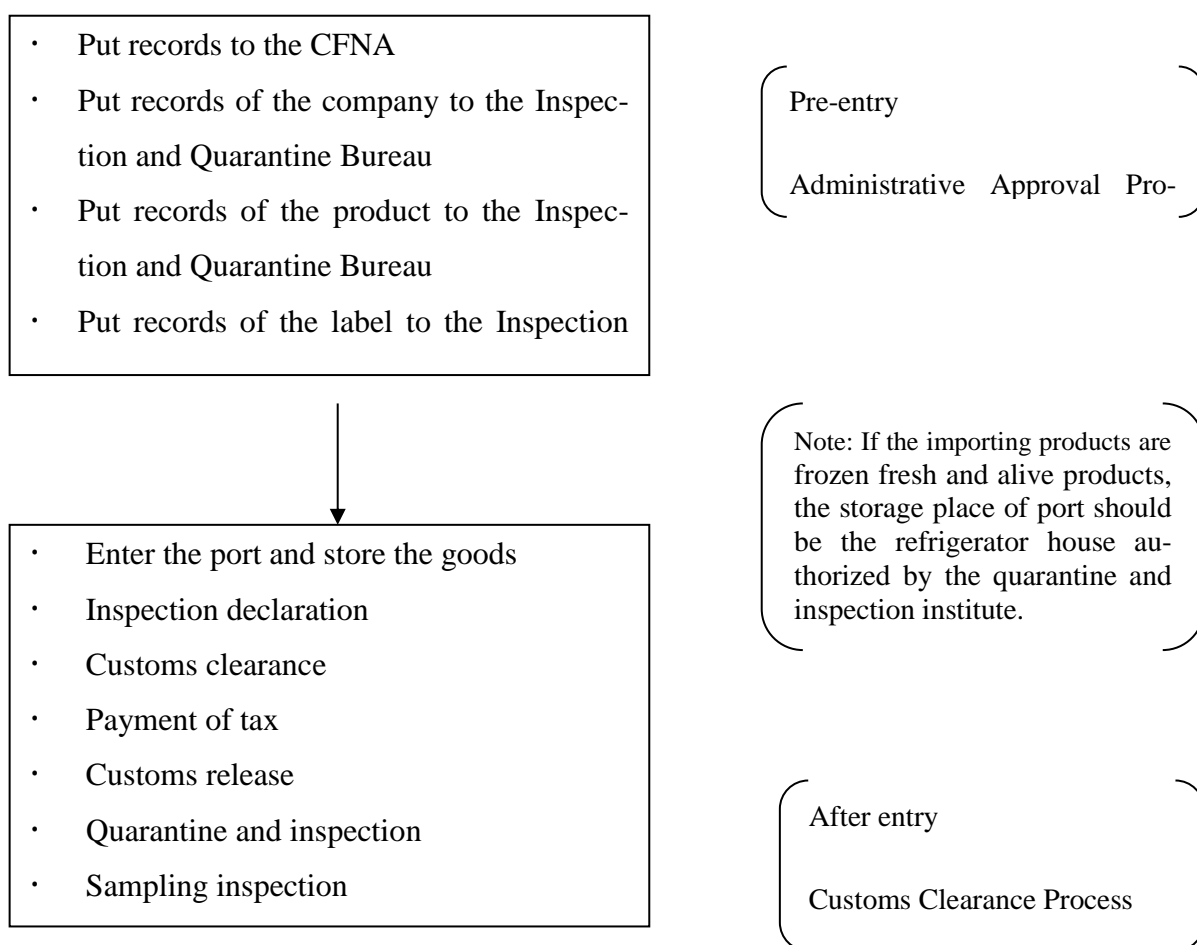 · Put records to the CFNA
· Put records of the company to the Inspec-
tion and Quarantine Bureau
· Put records of the product to the Inspec-
tion and Quarantine Bureau
· Put records of the label to the Inspection
Pre-entry
Administrative Approval Pro-
Note: If the importing products are
frozen fresh and alive products,
the storage place of port should
be the refrigerator house au-
thorized by the quarantine and
inspection institute.
· Enter the port and store the goods
· Inspection declaration
· Customs clearance
· Payment of tax
· Customs release
· Quarantine and inspection
· Sampling inspection
After entry
Customs Clearance Process